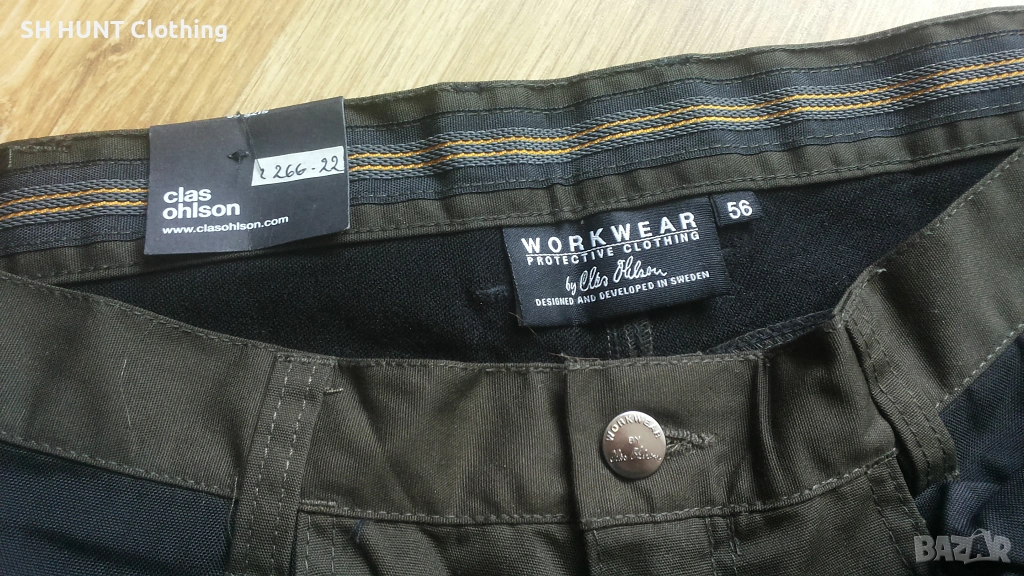 SH HUNT Clothing
266-22
clas
ohlson
www.clasohlson.com
WORKWEAR
PROTECTIVE CLOTHING
by Clas Ohlson
DESIGNED AND DEVELOPED IN SWEDEN
56
WORKWEAR
BY
BAZAR